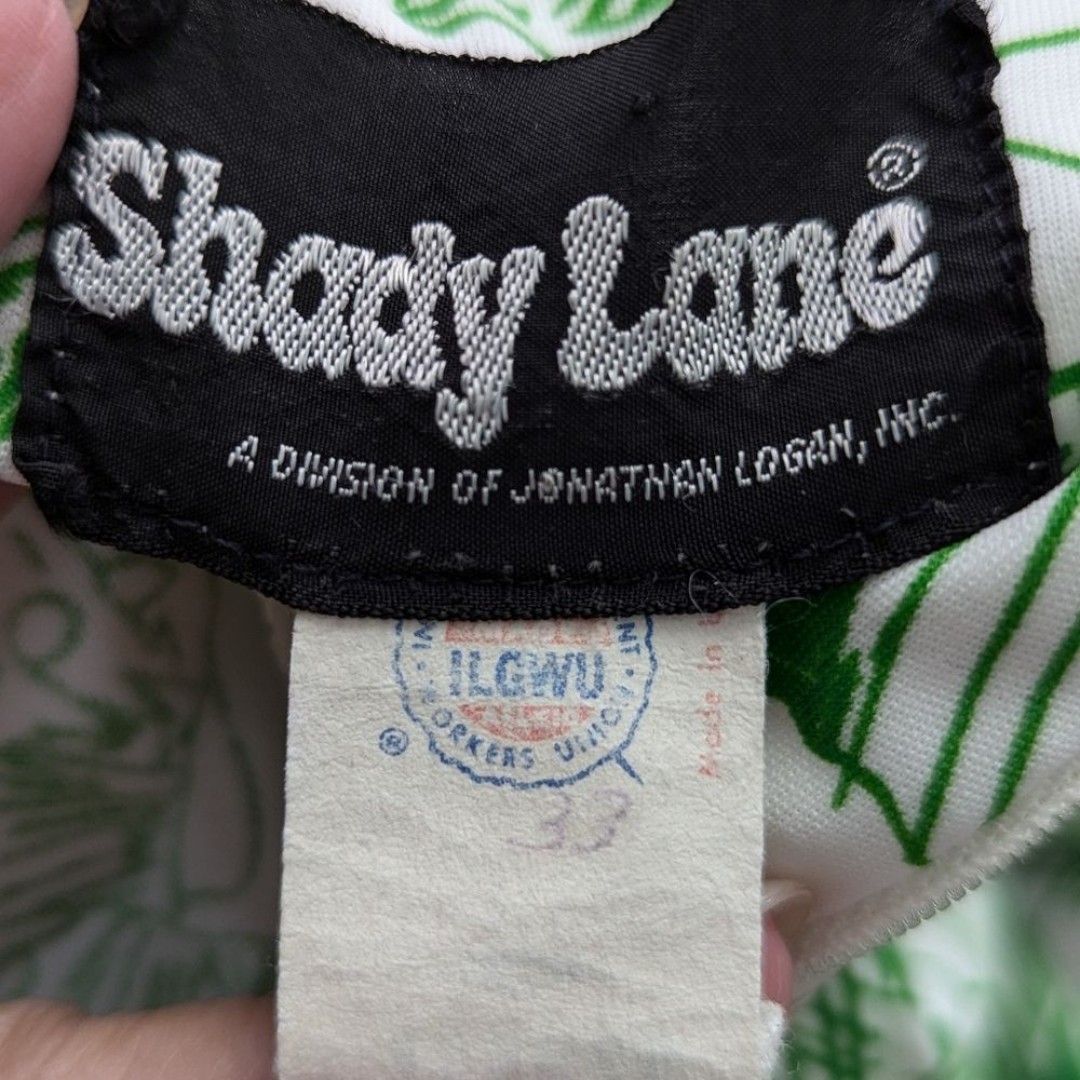 Shady Lane ®
A DIVISION OF JONATHAN LOGAN, INC.
ILGWU
WORKERS UNION
®
Made in
33